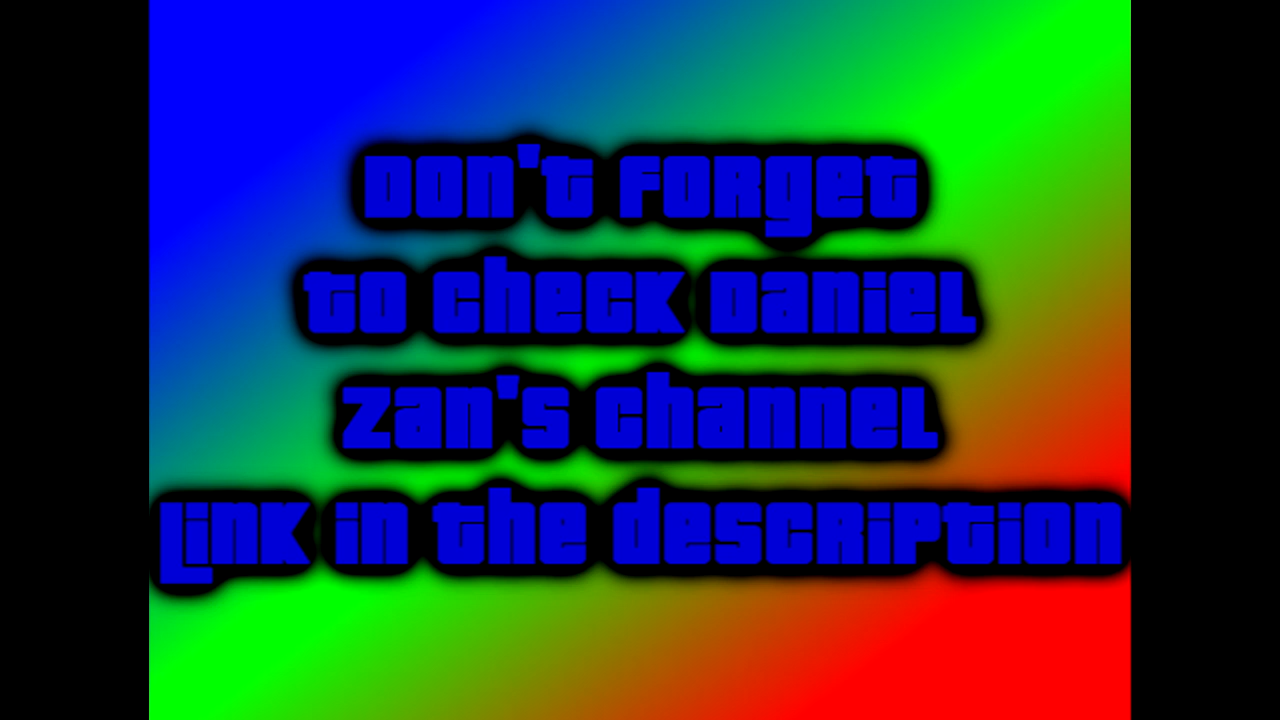 Don't forget
to check Daniel
Zan's channel
Link in the description